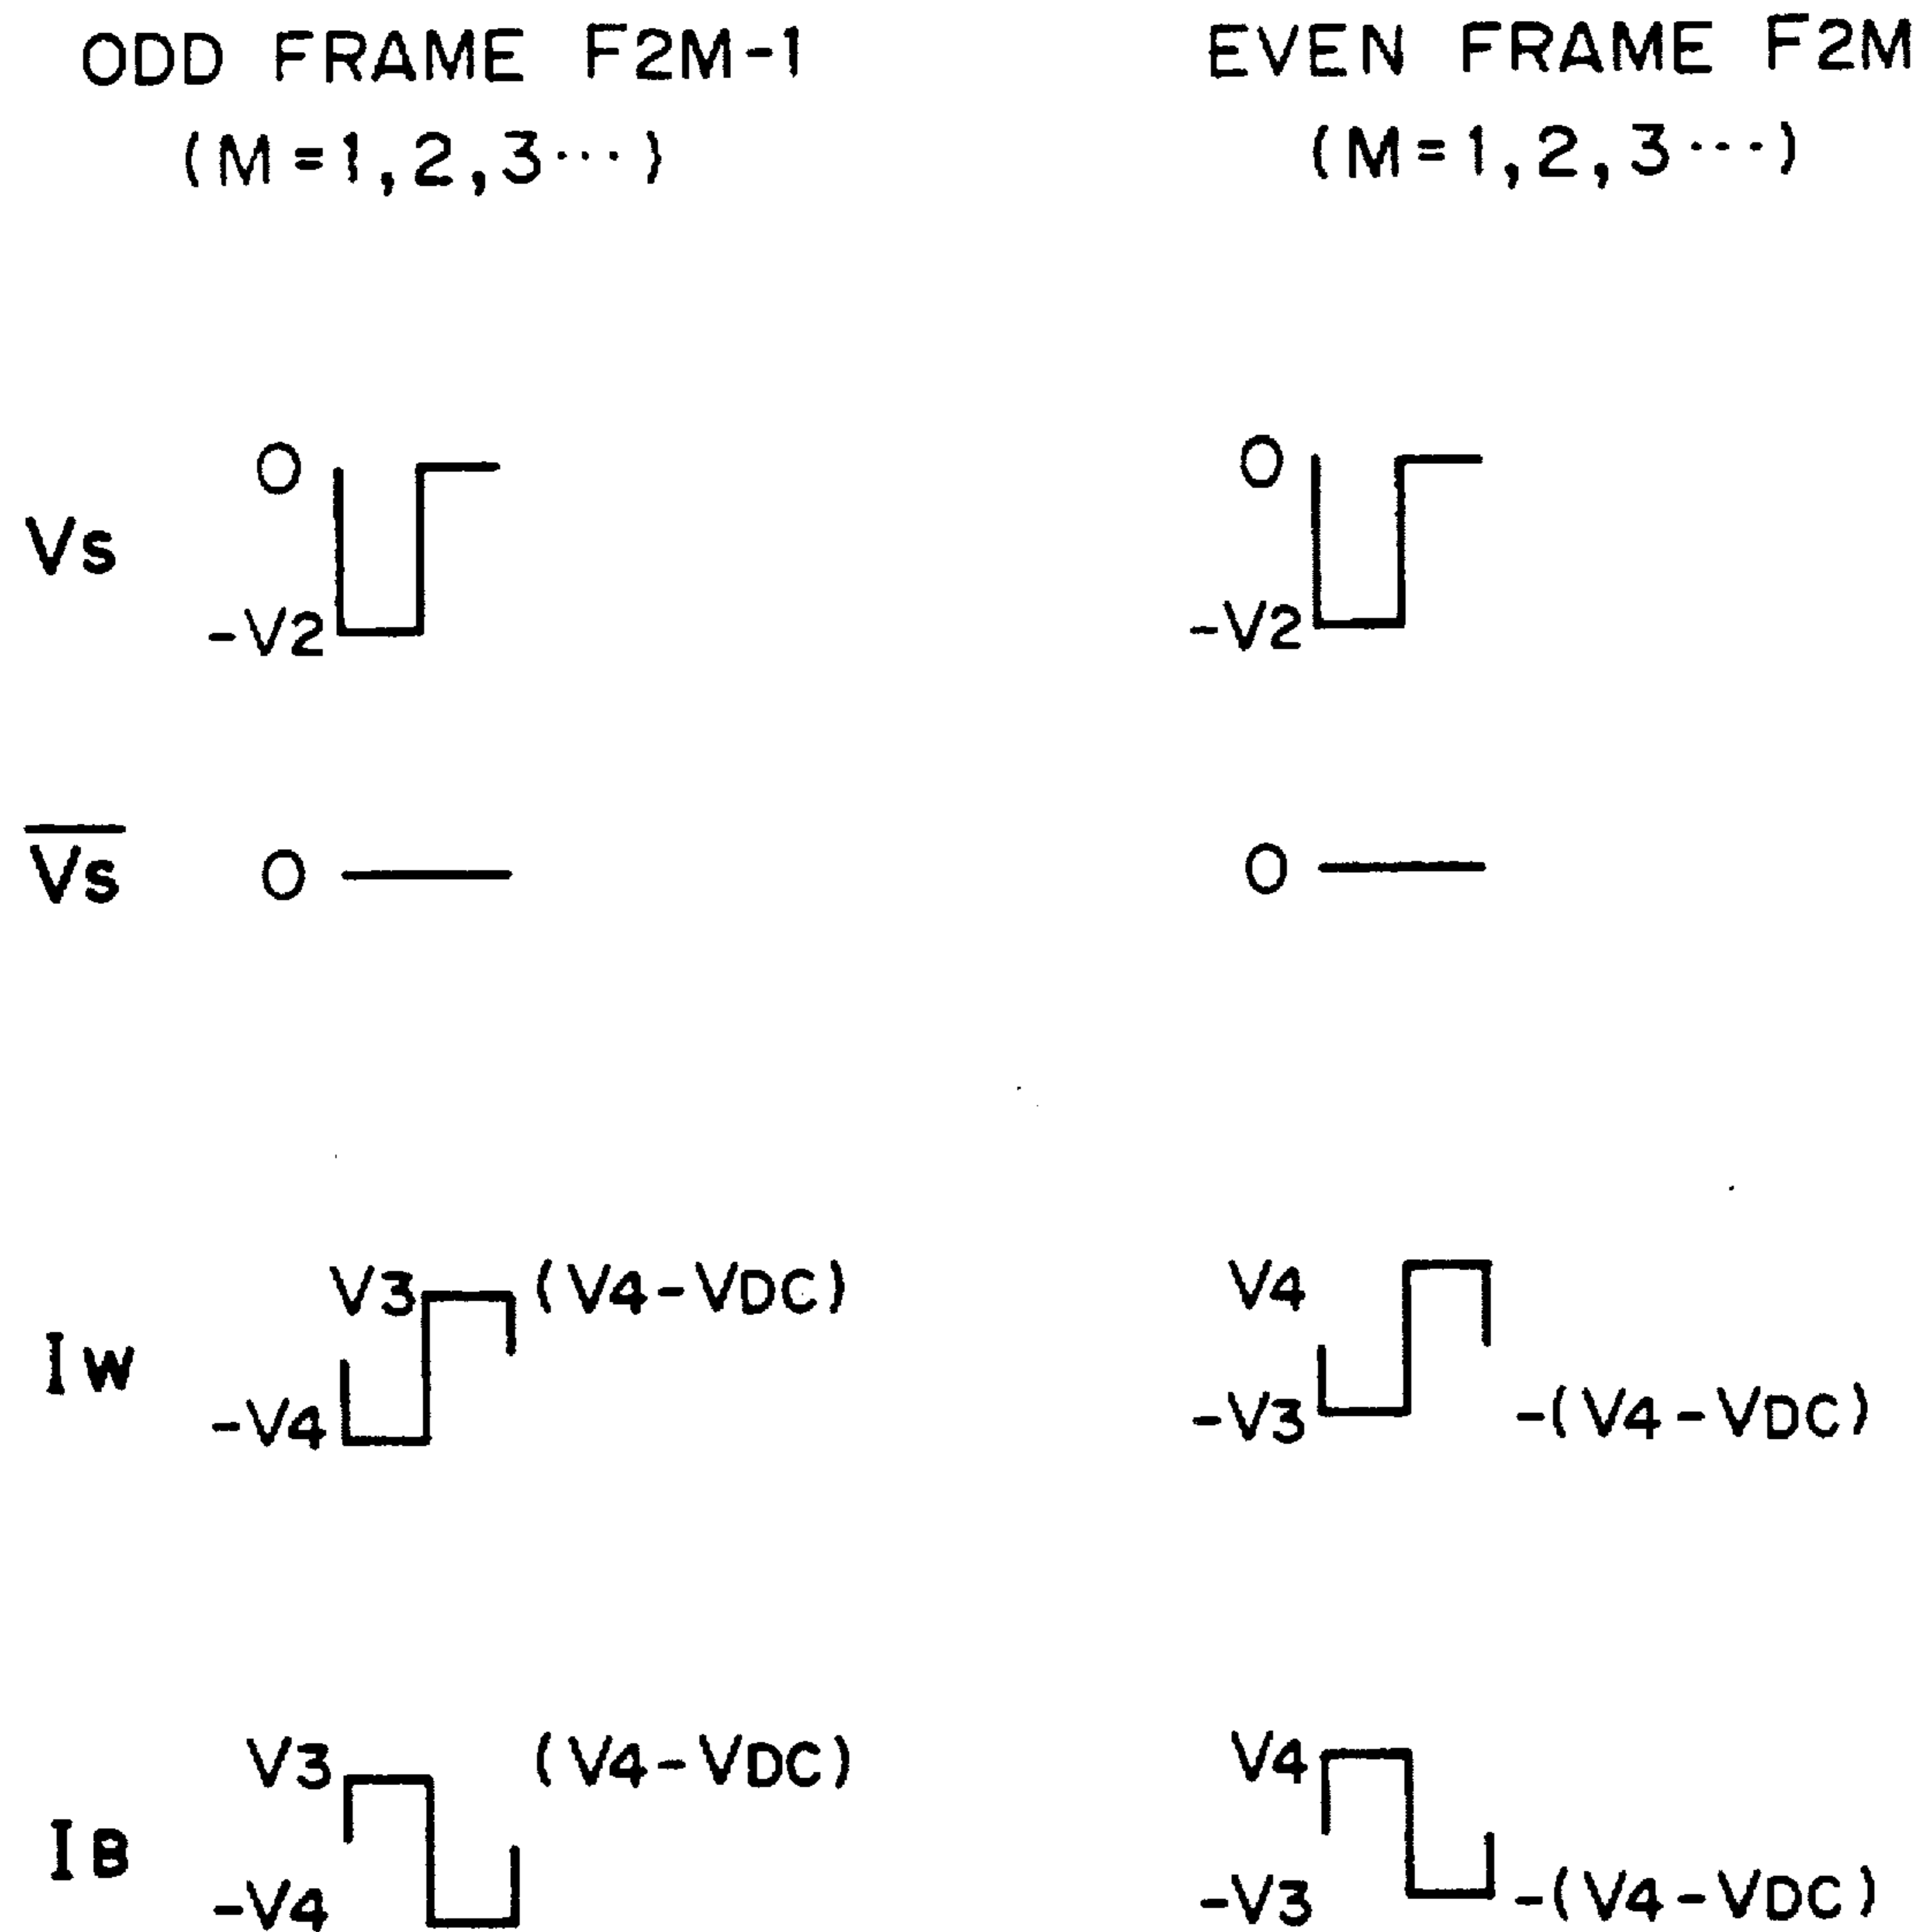 ODD FRAME F2M-1
(M=1,2,3···)
EVEN FRAME F2M
(M=1,2,3···)
Vs
0
-V2
0
-V2
V̅s̅
0
0
Iw
V3
(V4-VDC)
-V4
V4
-V3
-(V4-VDC)
IB
V3
(V4-VDC)
-V4
V4
-V3
-(V4-VDC)